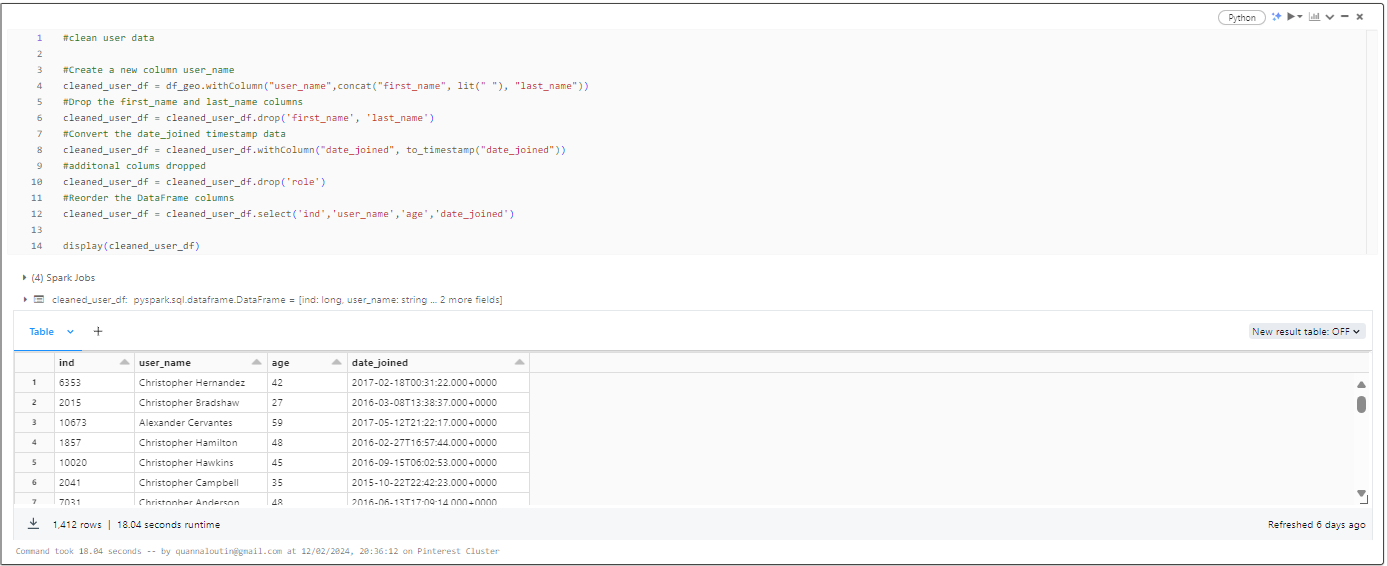 Python
1 #clean user data
2
3 #Create a new column user_name
4 cleaned_user_df = df_geo.withColumn("user_name",concat("first_name", lit(" "), "last_name"))
5 #Drop the first_name and last_name columns
6 cleaned_user_df = cleaned_user_df.drop('first_name', 'last_name')
7 #Convert the date_joined timestamp data
8 cleaned_user_df = cleaned_user_df.withColumn("date_joined", to_timestamp("date_joined"))
9 #additonal colums dropped
10 cleaned_user_df = cleaned_user_df.drop('role')
11 #Reorder the DataFrame columns
12 cleaned_user_df = cleaned_user_df.select('ind','user_name','age','date_joined')
13
14 display(cleaned_user_df)
(4) Spark Jobs
cleaned_user_df: pyspark.sql.dataframe.DataFrame = [ind: long, user_name: string ... 2 more fields]
Table + New result table: OFF
ind user_name age date_joined
1 6353 Christopher Hernandez 42 2017-02-18T00:31:22.000+0000
2 2015 Christopher Bradshaw 27 2016-03-08T13:38:37.000+0000
3 10673 Alexander Cervantes 59 2017-05-12T21:22:17.000+0000
4 1857 Christopher Hamilton 48 2016-02-27T16:57:44.000+0000
5 10020 Christopher Hawkins 45 2016-09-15T06:02:53.000+0000
6 2041 Christopher Campbell 35 2015-10-22T22:42:23.000+0000
7 7031 Christopher Anderson 48 2016-06-13T17:09:14.000+0000
1,412 rows | 18.04 seconds runtime Refreshed 6 days ago
Command took 18.04 seconds -- by quannaloutin@gmail.com at 12/02/2024, 20:36:12 on Pinterest Cluster